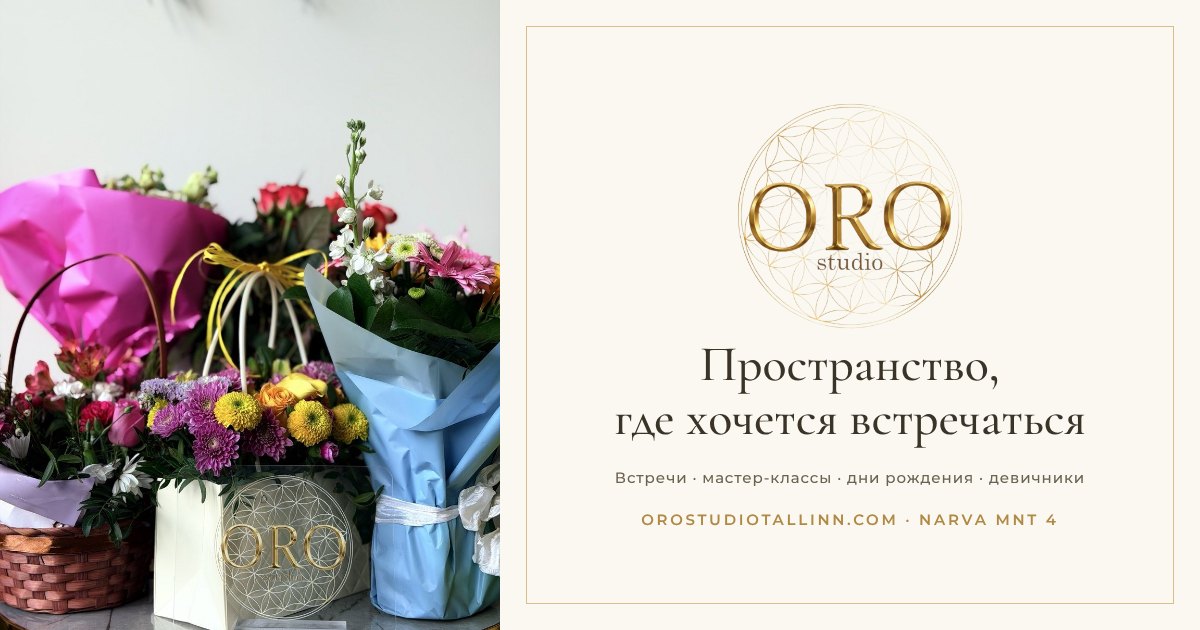 ORO
ORO
studio
Пространство,
где хочется встречаться
Встречи · мастер-классы · дни рождения · девичники
OROSTUDIOTALLINN.COM · NARVA MNT 4